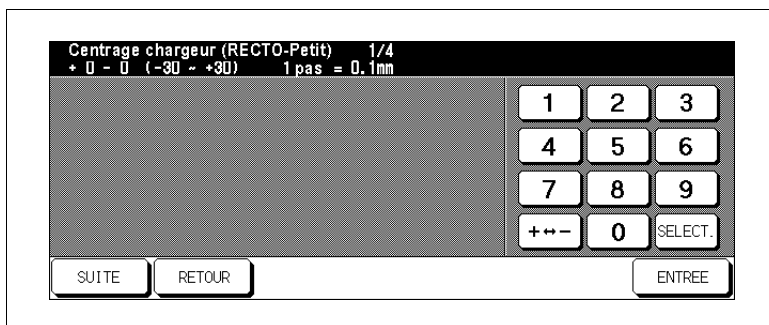 Centrage chargeur (RECTO-Petit) 1/4
+ 0 - 0 (-30 ~ +30) 1 pas = 0.1mm
1 2 3
4 5 6
7 8 9
+↔- 0 SELECT.
SUITE RETOUR ENTREE